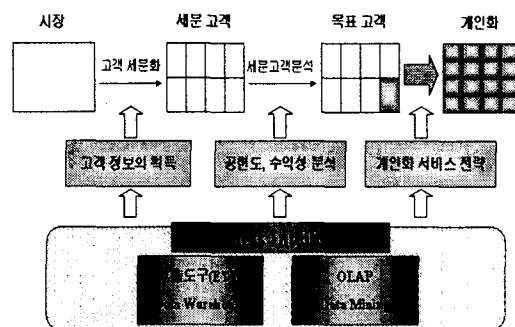 시장
세분 고객
목표 고객
개인화
고객 세분화
세분고객분석
고객 정보의 획득
공헌도, 수익성 분석
개인화 서비스 전략
OLAP